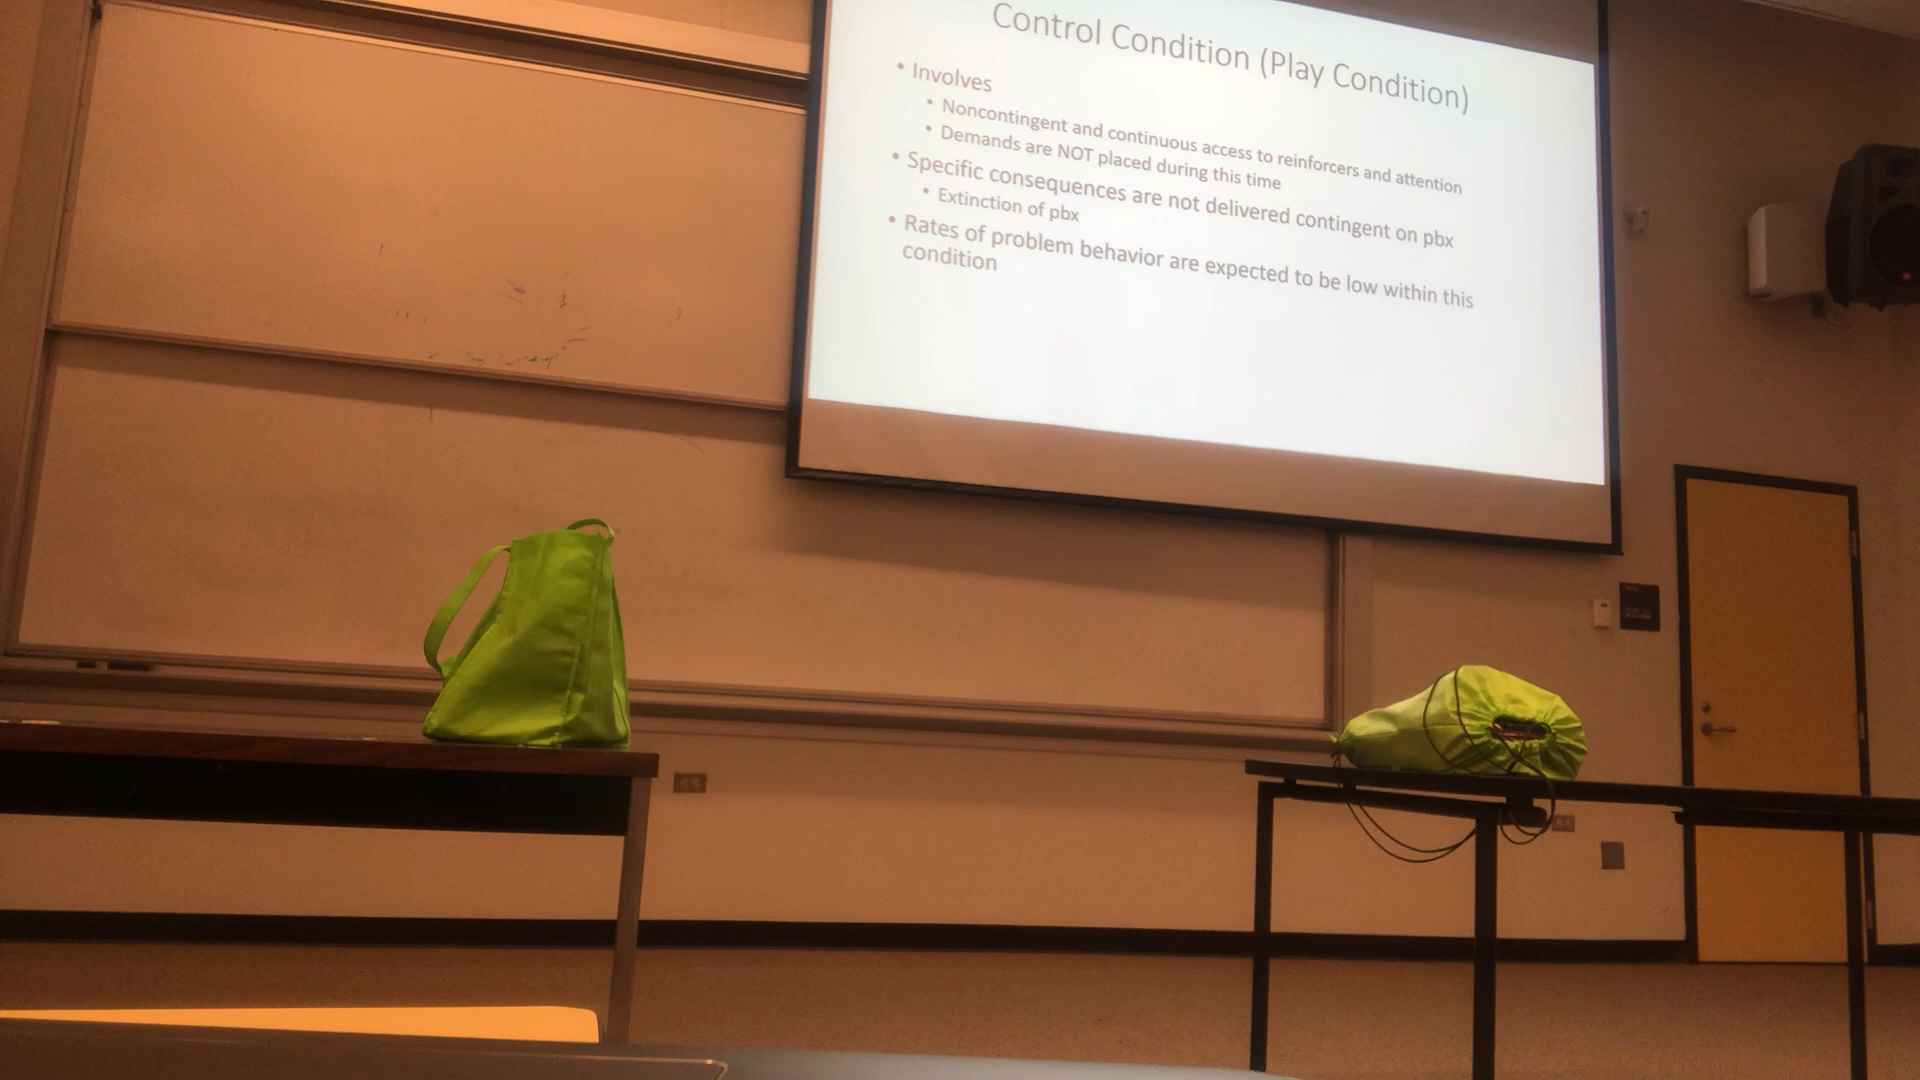 Control Condition (Play Condition)
• Involves
• Noncontingent and continuous access to reinforcers and attention
• Demands are NOT placed during this time
• Specific consequences are not delivered contingent on pbx
• Extinction of pbx
• Rates of problem behavior are expected to be low within this
condition